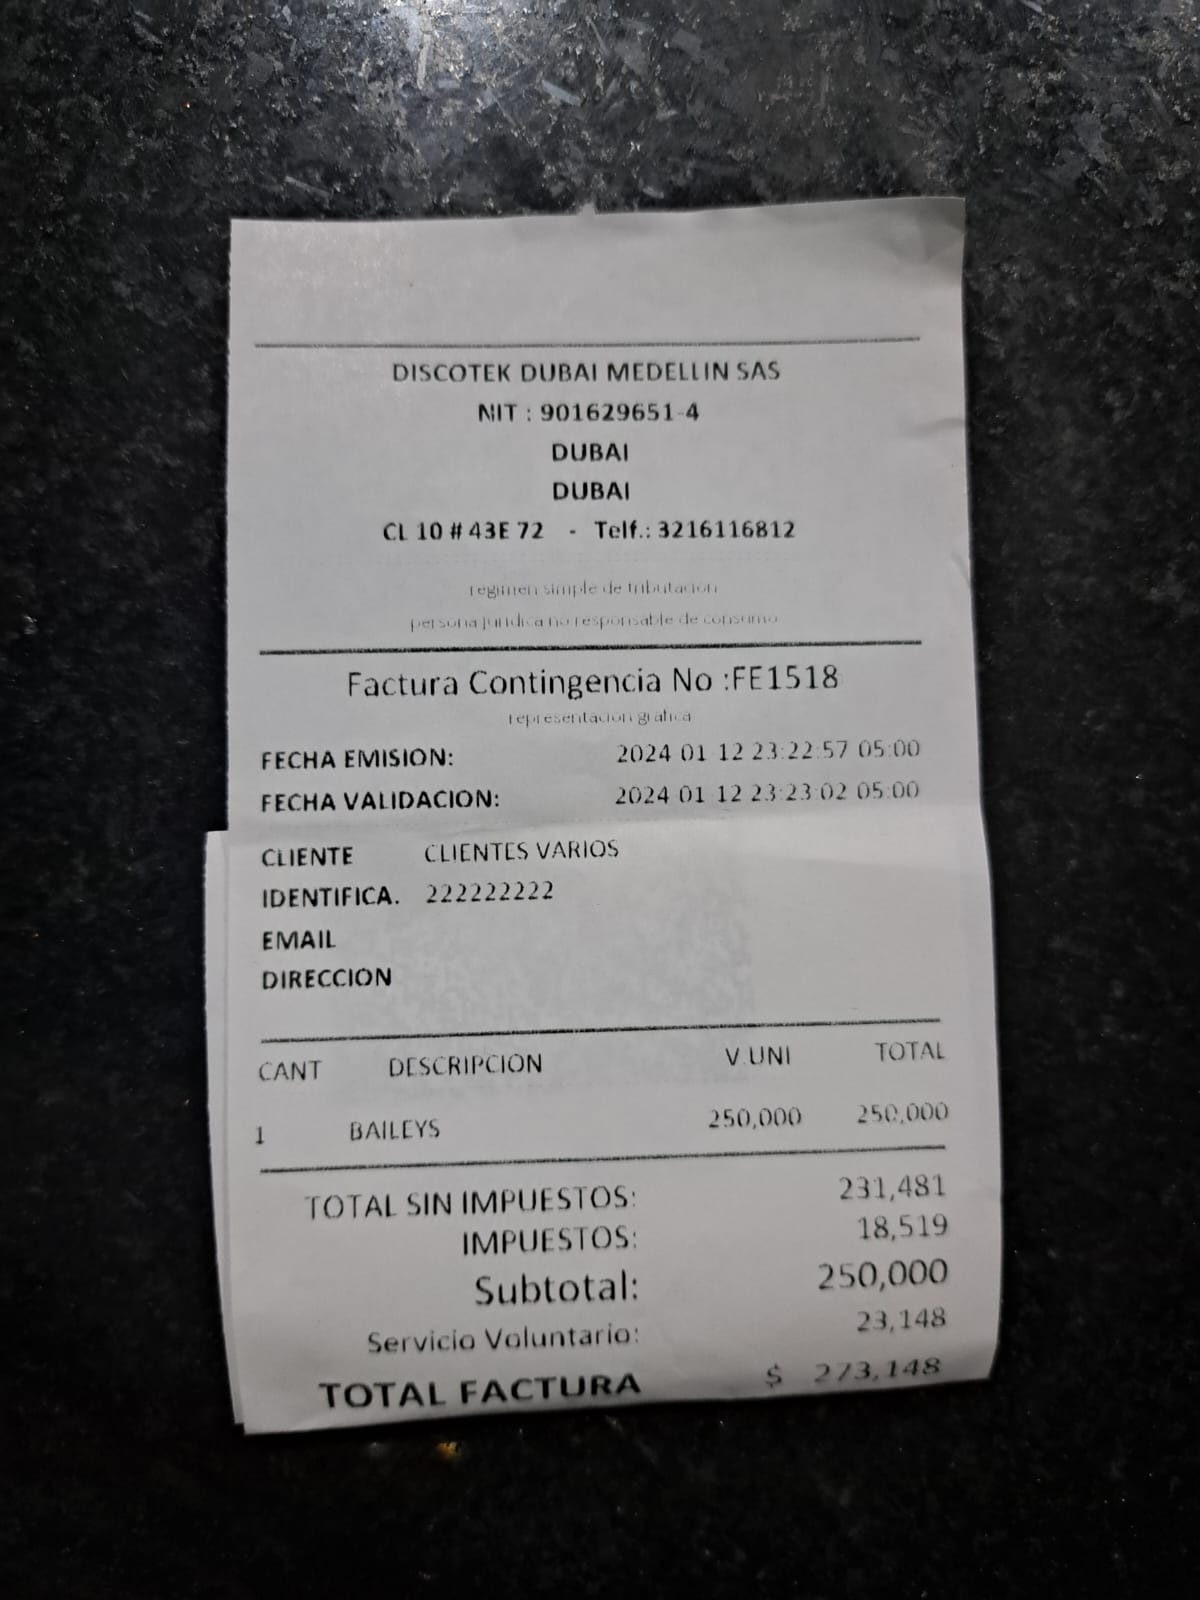 DISCOTEK DUBAI MEDELLIN SAS
NIT : 901629651-4
DUBAI
DUBAI
CL 10 # 43E 72 - Telf.: 3216116812
regimen simple de tributacion
persona juridica no responsable de consumo
Factura Contingencia No :FE1518
representacion grafica
FECHA EMISION: 2024 01 12 23:22:57 05:00
FECHA VALIDACION: 2024 01 12 23:23:02 05:00
CLIENTE CLIENTES VARIOS
IDENTIFICA. 222222222
EMAIL
DIRECCION
CANT DESCRIPCION V.UNI TOTAL
1 BAILEYS 250,000 250,000
TOTAL SIN IMPUESTOS: 231,481
IMPUESTOS: 18,519
Subtotal: 250,000
Servicio Voluntario: 23,148
TOTAL FACTURA $ 273,148